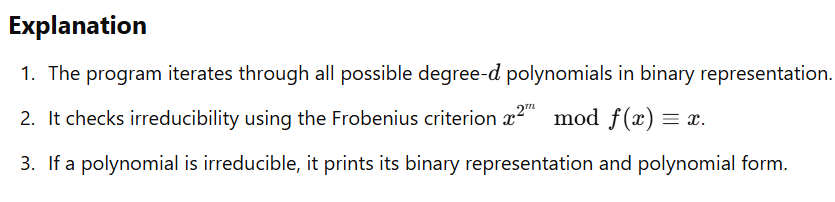 Explanation
1. The program iterates through all possible degree-d polynomials in binary representation.
2. It checks irreducibility using the Frobenius criterion x^{2^m} mod f(x) ≡ x.
3. If a polynomial is irreducible, it prints its binary representation and polynomial form.